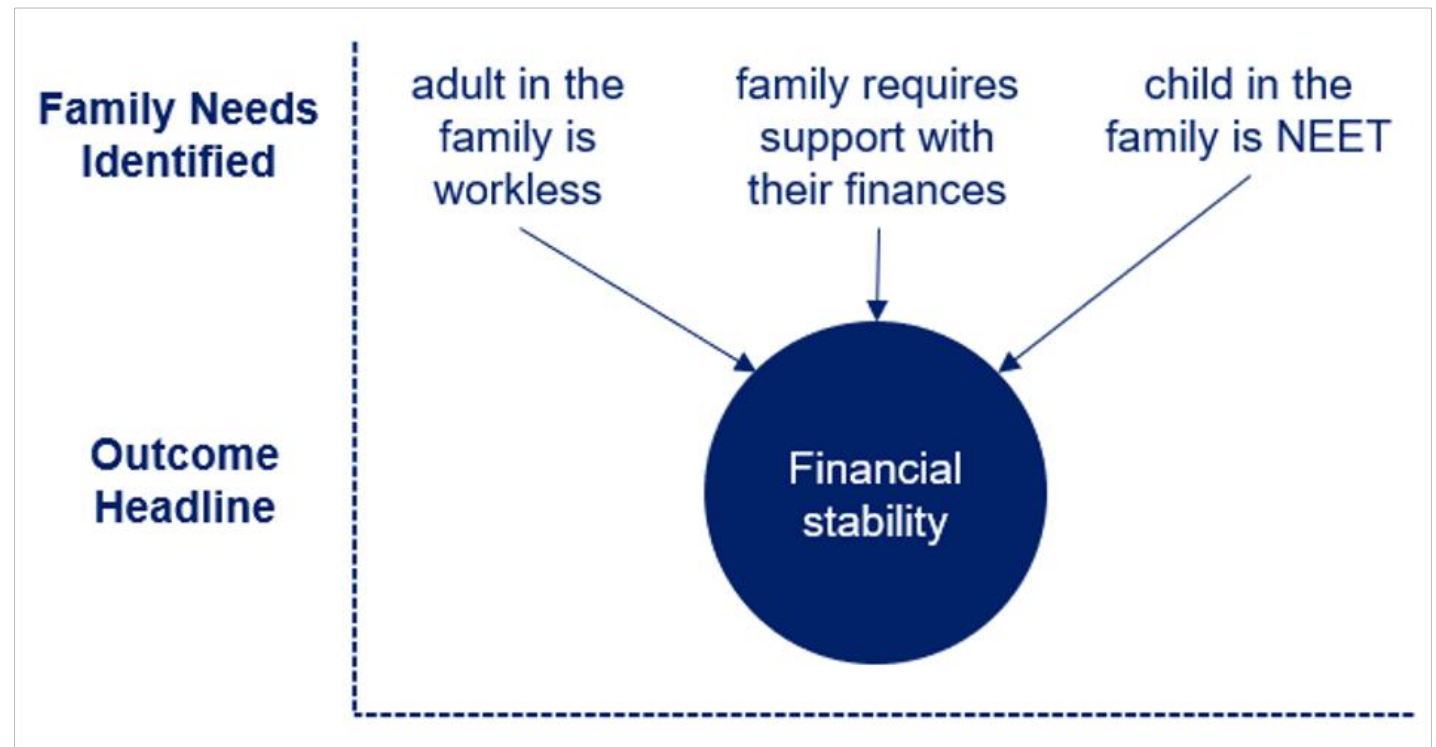 Family Needs
Identified
adult in the
family is
workless
family requires
support with
their finances
child in the
family is NEET
Outcome
Headline
Financial
stability